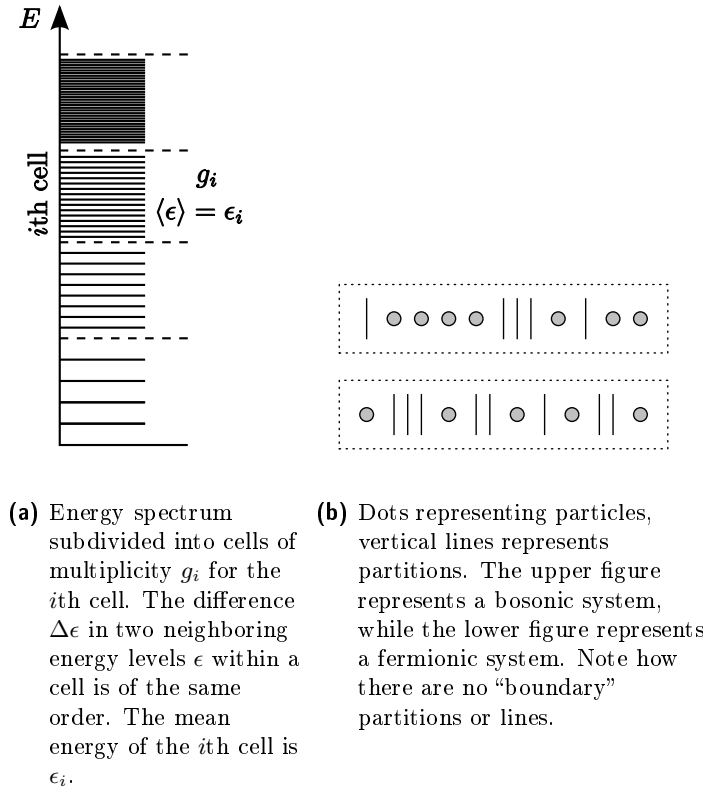 E
ith cell
g_i
⟨ϵ⟩ = ϵ_i
(a) Energy spectrum
subdivided into cells of
multiplicity g_i for the
ith cell. The difference
Δϵ in two neighboring
energy levels ϵ within a
cell is of the same
order. The mean
energy of the ith cell is
ϵ_i.
(b) Dots representing particles,
vertical lines represents
partitions. The upper figure
represents a bosonic system,
while the lower figure represents
a fermionic system. Note how
there are no “boundary”
partitions or lines.